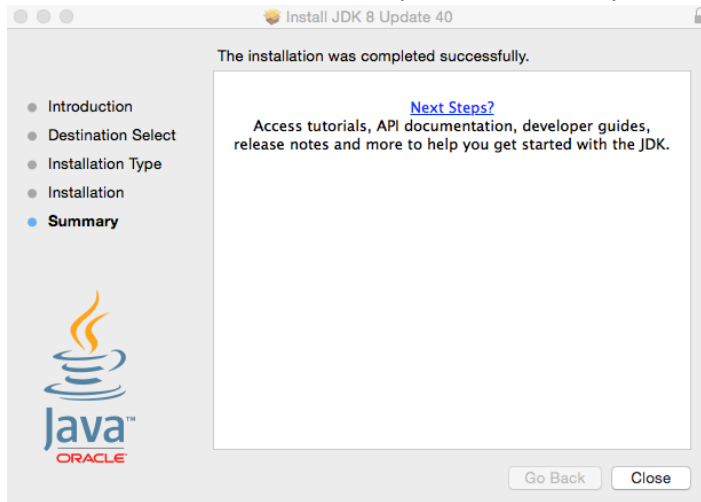 Install JDK 8 Update 40
The installation was completed successfully.
Introduction
Destination Select
Installation Type
Installation
Summary
Next Steps?
Access tutorials, API documentation, developer guides,
release notes and more to help you get started with the JDK.
Java™
ORACLE
Go Back
Close